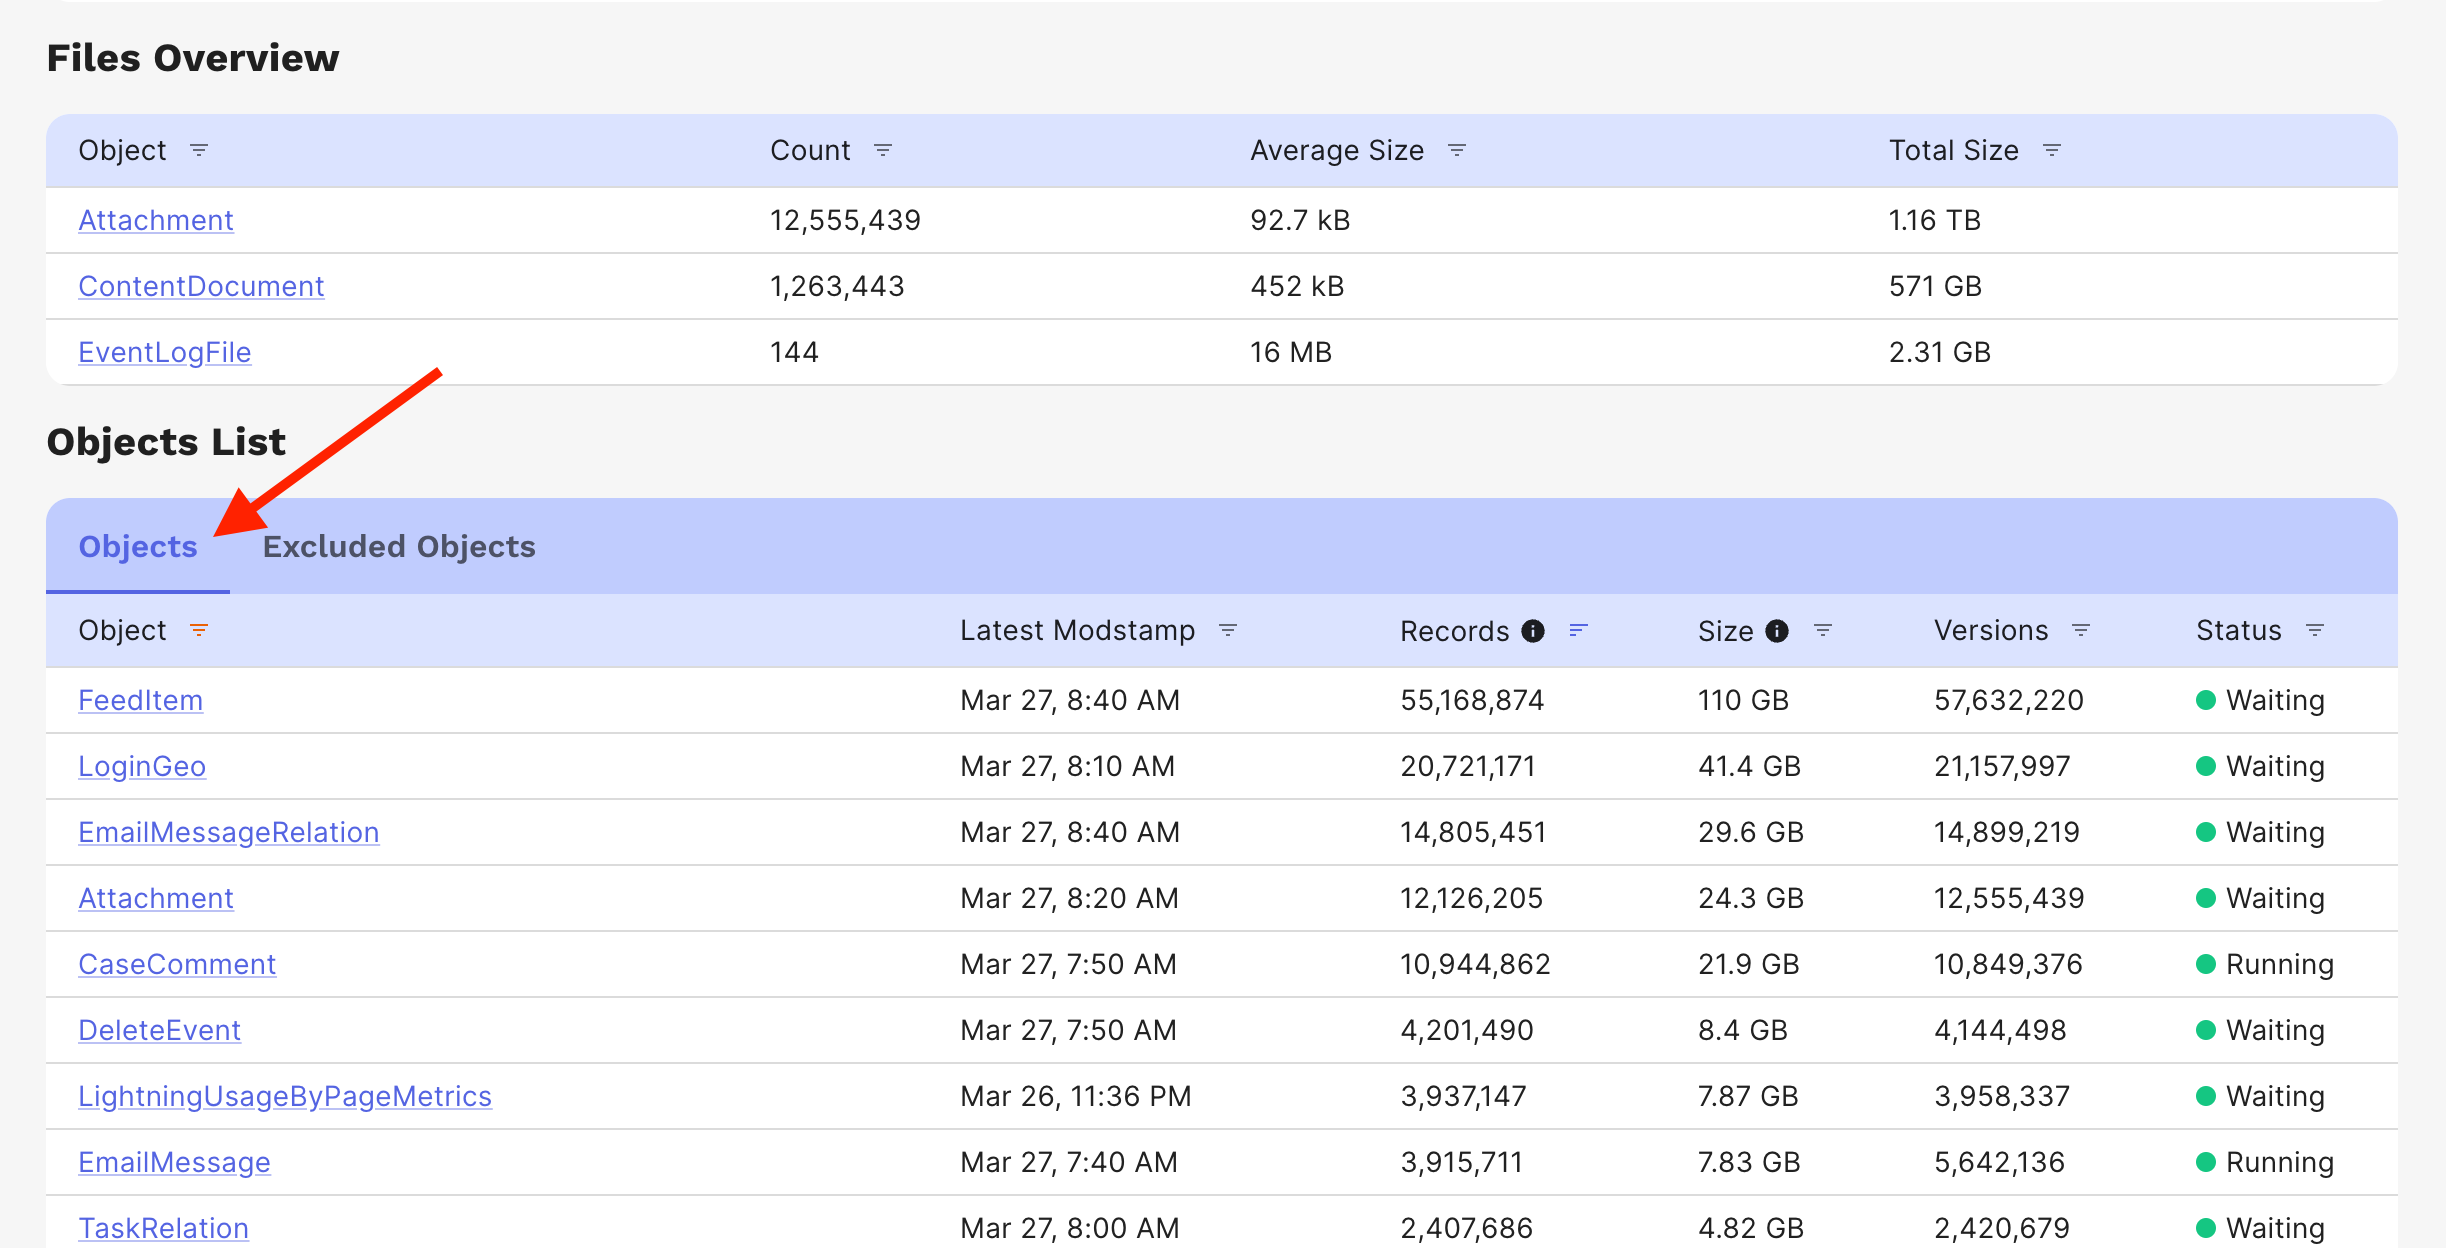 Files Overview
Object Count Average Size Total Size
Attachment 12,555,439 92.7 kB 1.16 TB
ContentDocument 1,263,443 452 kB 571 GB
EventLogFile 144 16 MB 2.31 GB
Objects List
Objects Excluded Objects
Object Latest Modstamp Records Size Versions Status
FeedItem Mar 27, 8:40 AM 55,168,874 110 GB 57,632,220 Waiting
LoginGeo Mar 27, 8:10 AM 20,721,171 41.4 GB 21,157,997 Waiting
EmailMessageRelation Mar 27, 8:40 AM 14,805,451 29.6 GB 14,899,219 Waiting
Attachment Mar 27, 8:20 AM 12,126,205 24.3 GB 12,555,439 Waiting
CaseComment Mar 27, 7:50 AM 10,944,862 21.9 GB 10,849,376 Running
DeleteEvent Mar 27, 7:50 AM 4,201,490 8.4 GB 4,144,498 Waiting
LightningUsageByPageMetrics Mar 26, 11:36 PM 3,937,147 7.87 GB 3,958,337 Waiting
EmailMessage Mar 27, 7:40 AM 3,915,711 7.83 GB 5,642,136 Running
TaskRelation Mar 27, 8:00 AM 2,407,686 4.82 GB 2,420,679 Waiting